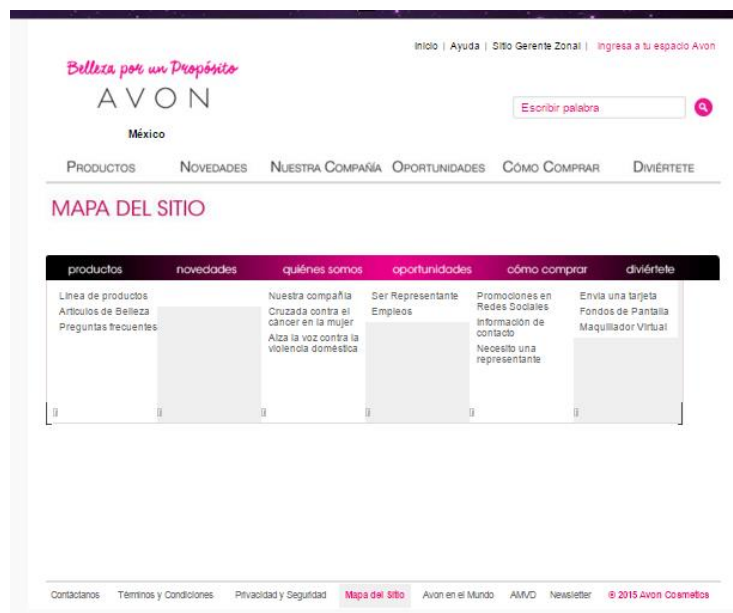 Inicio | Ayuda | Sitio Gerente Zonal | Ingresa a tu espacio Avon
Belleza por un Propósito
AVON
México
Escribir palabra
PRODUCTOS NOVEDADES NUESTRA COMPAÑÍA OPORTUNIDADES CÓMO COMPRAR DIVIÉRTETE
MAPA DEL SITIO
productos novedades quiénes somos oportunidades cómo comprar diviértete
Línea de productos
Artículos de Belleza
Preguntas frecuentes
Nuestra compañía
Cruzada contra el
cáncer en la mujer
Alza la voz contra la
violencia doméstica
Ser Representante
Empleos
Promociones en
Redes Sociales
Información de
contacto
Necesito una
representante
Envía una tarjeta
Fondos de Pantalla
Maquillador Virtual
Contáctanos Términos y Condiciones Privacidad y Seguridad Mapa del Sitio Avon en el Mundo AMVD Newsletter © 2015 Avon Cosmetics